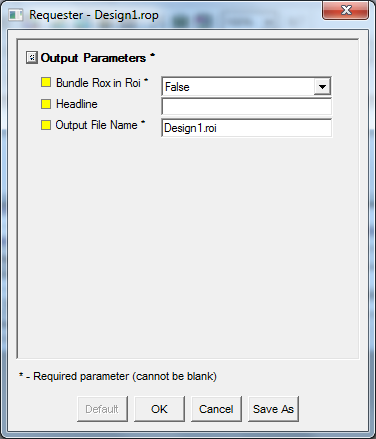 Requester - Design1.rop
Output Parameters *
Bundle Rox in Roi * False
Headline
Output File Name * Design1.roi
* - Required parameter (cannot be blank)
Default OK Cancel Save As